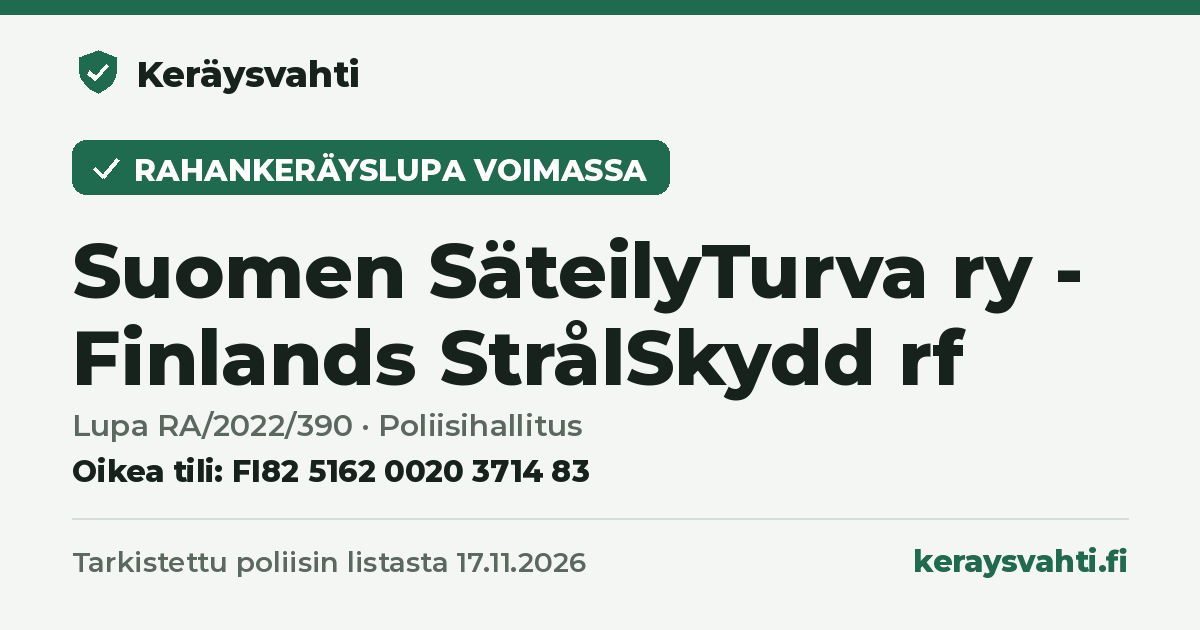 Keräysvahti
RAHANKERÄYSLUPA VOIMASSA
Suomen SäteilyTurva ry -
Finlands StrålSkydd rf
Lupa RA/2022/390 · Poliisihallitus
Oikea tili: FI82 5162 0020 3714 83
Tarkistettu poliisin listasta 17.11.2026
keraysvahti.fi